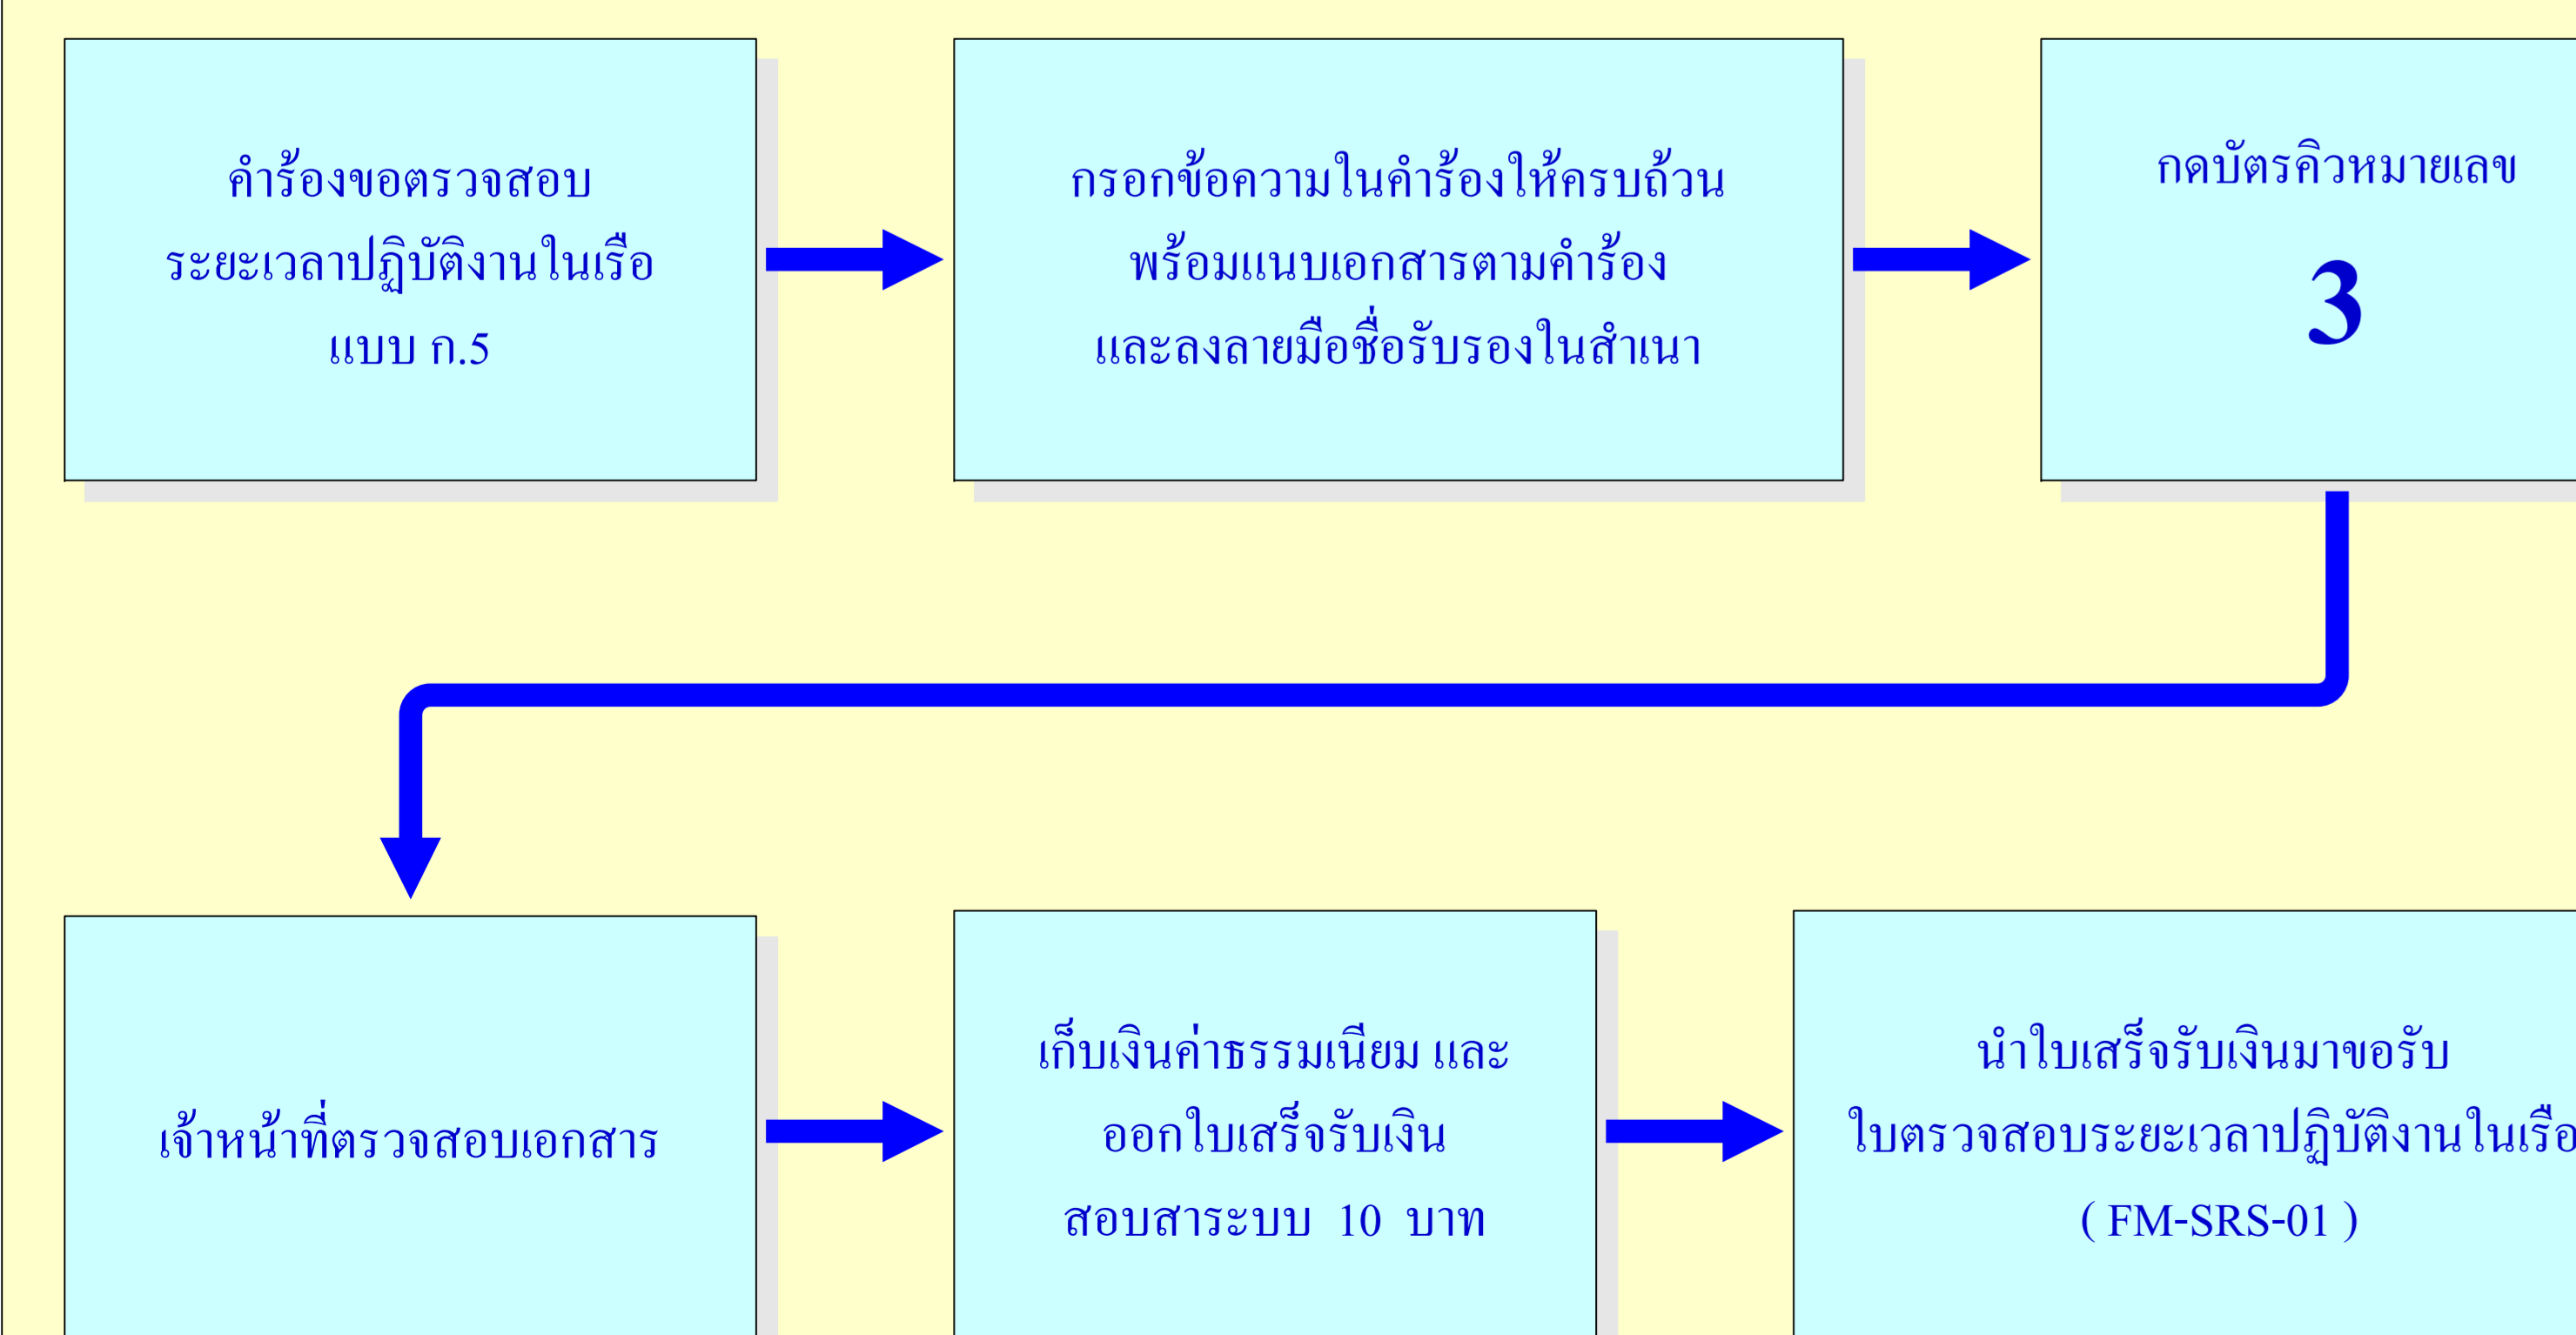 คำร้องขอตรวจสอบ
ระยะเวลาปฏิบัติงานในเรือ
แบบ ก.5
กรอกข้อความในคำร้องให้ครบถ้วน
พร้อมแนบเอกสารตามคำร้อง
และลงลายมือชื่อรับรองในสำเนา
กดบัตรคิวหมายเลข
3
เจ้าหน้าที่ตรวจสอบเอกสาร
เก็บเงินค่าธรรมเนียม และ
ออกใบเสร็จรับเงิน
สอบสาระบบ 10 บาท
นำใบเสร็จรับเงินมาขอรับ
ใบตรวจสอบระยะเวลาปฏิบัติงานในเรือ
( FM-SRS-01 )